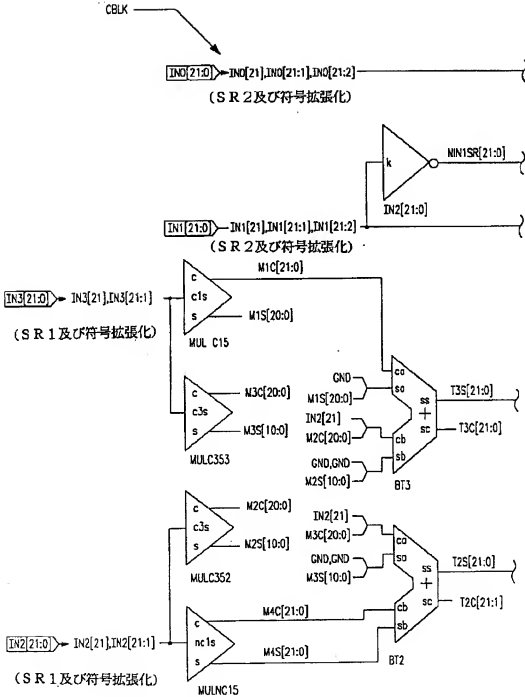 CBLK
IN0[21:0] IN0[21],IN0[21:1],IN0[21:2]
(SR2及び符号拡張化)
k
NIN1SR[21:0]
IN2[21:0]
IN1[21:0] IN1[21],IN1[21:1],IN1[21:2]
(SR2及び符号拡張化)
M1C[21:0]
IN3[21:0] IN3[21],IN3[21:1]
(SR1及び符号拡張化)
c
c1s
s
M1S[20:0]
MUL C15
c
c3s
s
M3C[20:0]
M3S[10:0]
MULC353
GND
M1S[20:0]
IN2[21]
M2C[20:0]
GND,GND
M2S[10:0]
ca
sa
cb
sb
ss
+
sc
T3S[21:0]
T3C[21:0]
BT3
c
c3s
s
M2C[20:0]
M2S[10:0]
MULC352
IN2[21]
M3C[20:0]
GND,GND
M3S[10:0]
ca
sa
cb
sb
ss
+
sc
T2S[21:0]
T2C[21:1]
BT2
IN2[21:0] IN2[21],IN2[21:1]
(SR1及び符号拡張化)
c
nc1s
s
M4C[21:0]
M4S[21:0]
MULNC15